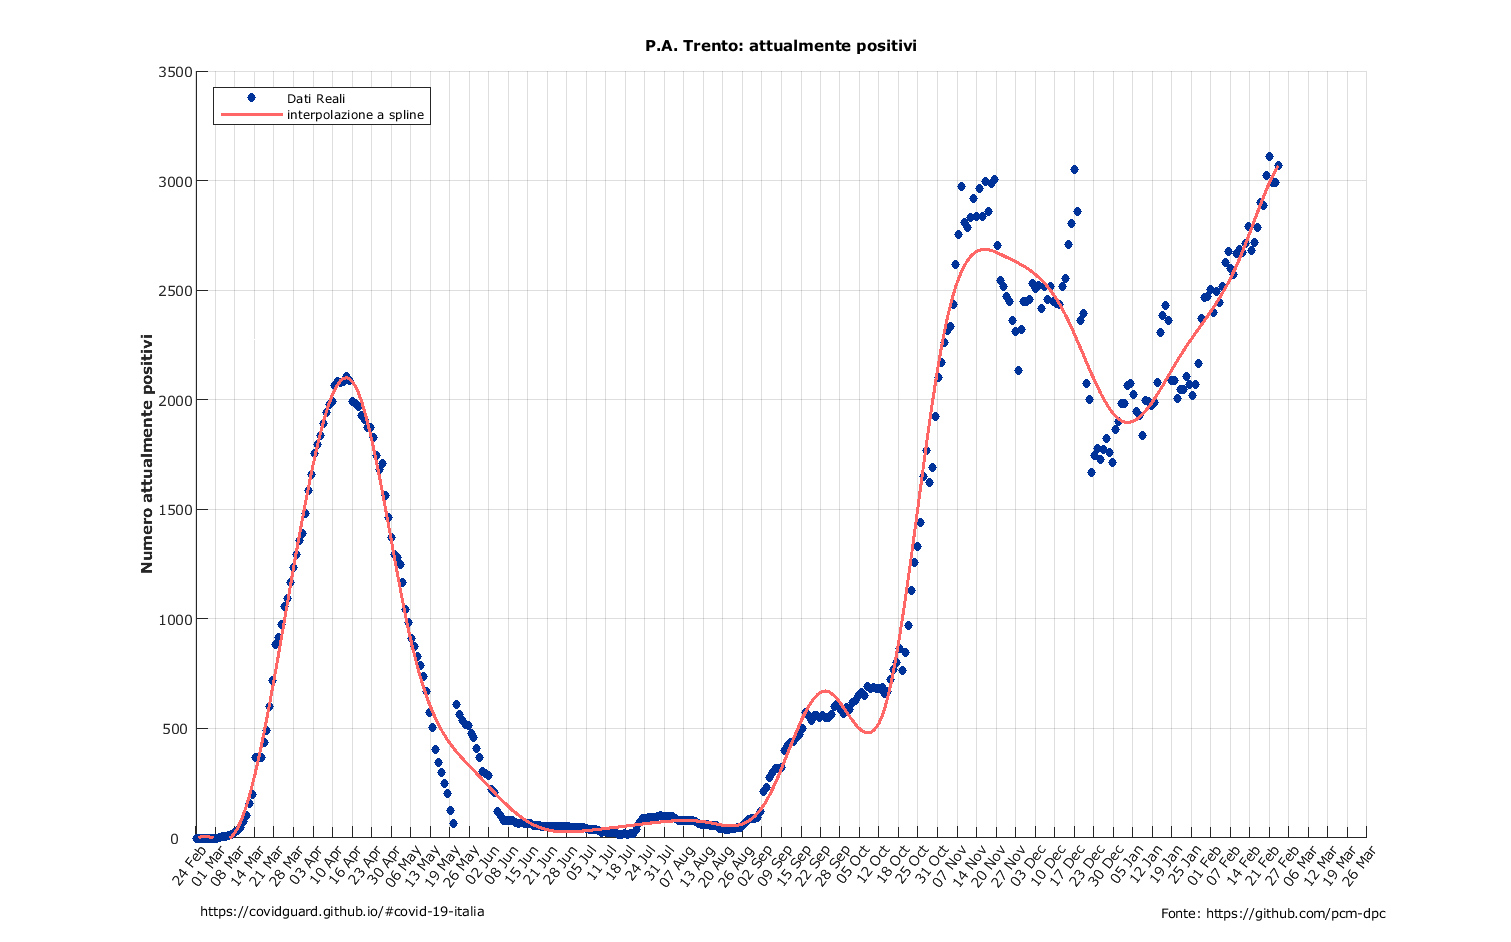 P.A. Trento: attualmente positivi
Dati Reali
interpolazione a spline
Numero attualmente positivi
3500
3000
2500
2000
1500
1000
500
0
24 Feb
01 Mar
08 Mar
14 Mar
21 Mar
28 Mar
03 Apr
10 Apr
16 Apr
23 Apr
30 Apr
06 May
13 May
19 May
26 May
02 Jun
08 Jun
15 Jun
21 Jun
28 Jun
05 Jul
11 Jul
18 Jul
24 Jul
31 Jul
07 Aug
13 Aug
20 Aug
26 Aug
02 Sep
09 Sep
15 Sep
22 Sep
28 Sep
05 Oct
12 Oct
18 Oct
25 Oct
31 Oct
07 Nov
14 Nov
20 Nov
27 Nov
03 Dec
10 Dec
17 Dec
23 Dec
30 Dec
05 Jan
12 Jan
19 Jan
25 Jan
01 Feb
07 Feb
14 Feb
21 Feb
27 Feb
06 Mar
12 Mar
19 Mar
26 Mar
https://covidguard.github.io/#covid-19-italia
Fonte: https://github.com/pcm-dpc